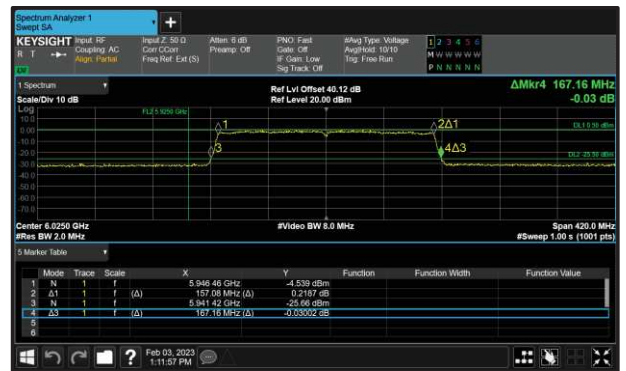 Spectrum Analyzer 1
Swept SA
+
KEYSIGHT Input: RF Input Z: 50 Ω Atten: 6 dB PNO: Fast #Avg Type: Voltage 1 2 3 4 5 6
R T Coupling: AC Corr CCorr Preamp: Off Gate: Off Avg|Hold: 10/10 M W W W W W
Align: Partial Freq Ref: Ext (S) IF Gain: Low Trig: Free Run P N N N N N
Sig Track: Off
1 Spectrum Ref Lvl Offset 40.12 dB ΔMkr4 167.16 MHz
Scale/Div 10 dB Ref Level 20.00 dBm -0.03 dB
Log
10.0 FL2 5.9250 GHz
1 2Δ1
0.00 DL1 0.50 dBm
-10.0
3 4Δ3
-20.0 DL2 -25.50 dBm
-30.0
-40.0
-50.0
-60.0
-70.0
Center 6.0250 GHz #Video BW 8.0 MHz Span 420.0 MHz
#Res BW 2.0 MHz #Sweep 1.00 s (1001 pts)
5 Marker Table
Mode Trace Scale X Y Function Function Width Function Value
1 N 1 f 5.946 46 GHz -4.539 dBm
2 Δ1 1 f (Δ) 157.08 MHz (Δ) 0.2187 dB
3 N 1 f 5.941 42 GHz -25.66 dBm
4 Δ3 1 f (Δ) 167.16 MHz (Δ) -0.03002 dB
5
6
? Feb 03, 2023
1:11:57 PM